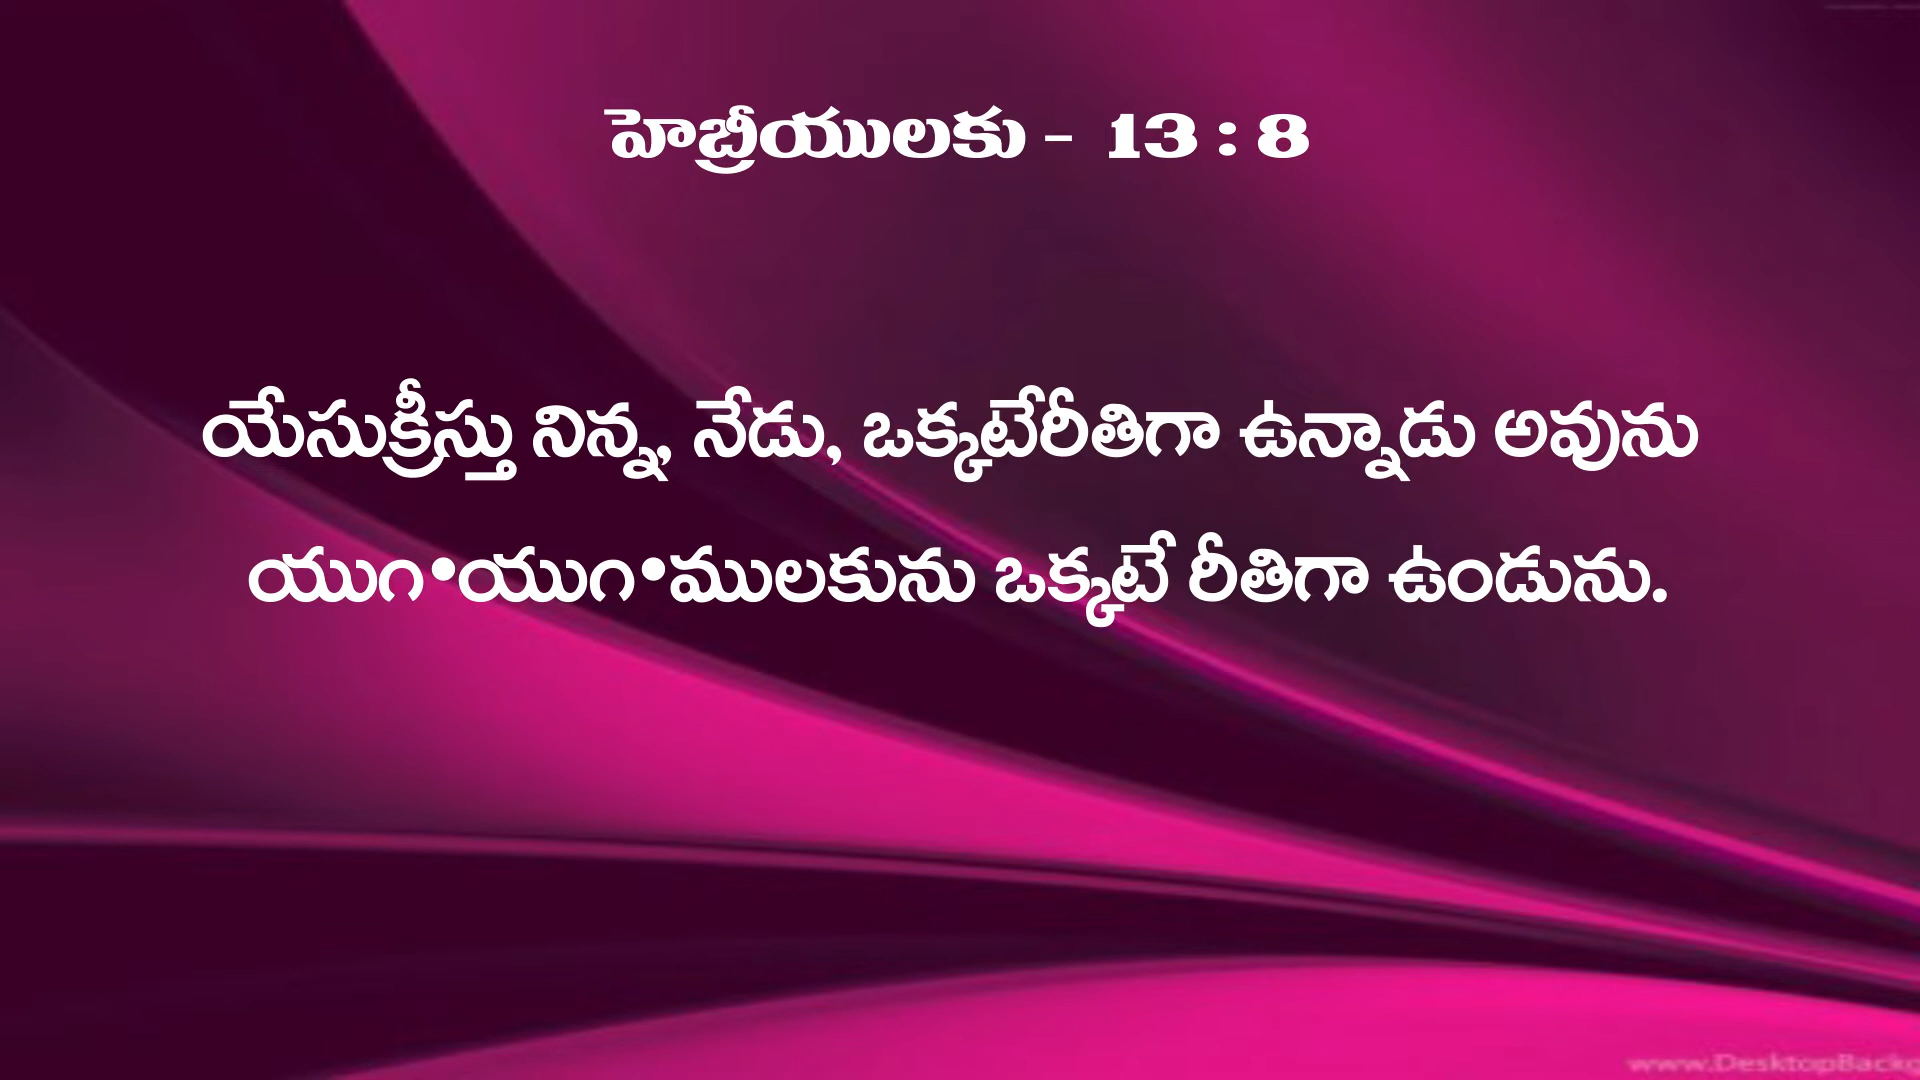 హెబ్రీయులకు - 13 : 8
యేసుక్రీస్తు నిన్న, నేడు, ఒక్కటేరీతిగా ఉన్నాడు అవును
యుగ•యుగ•ములకును ఒక్కటే రీతిగా ఉండును.